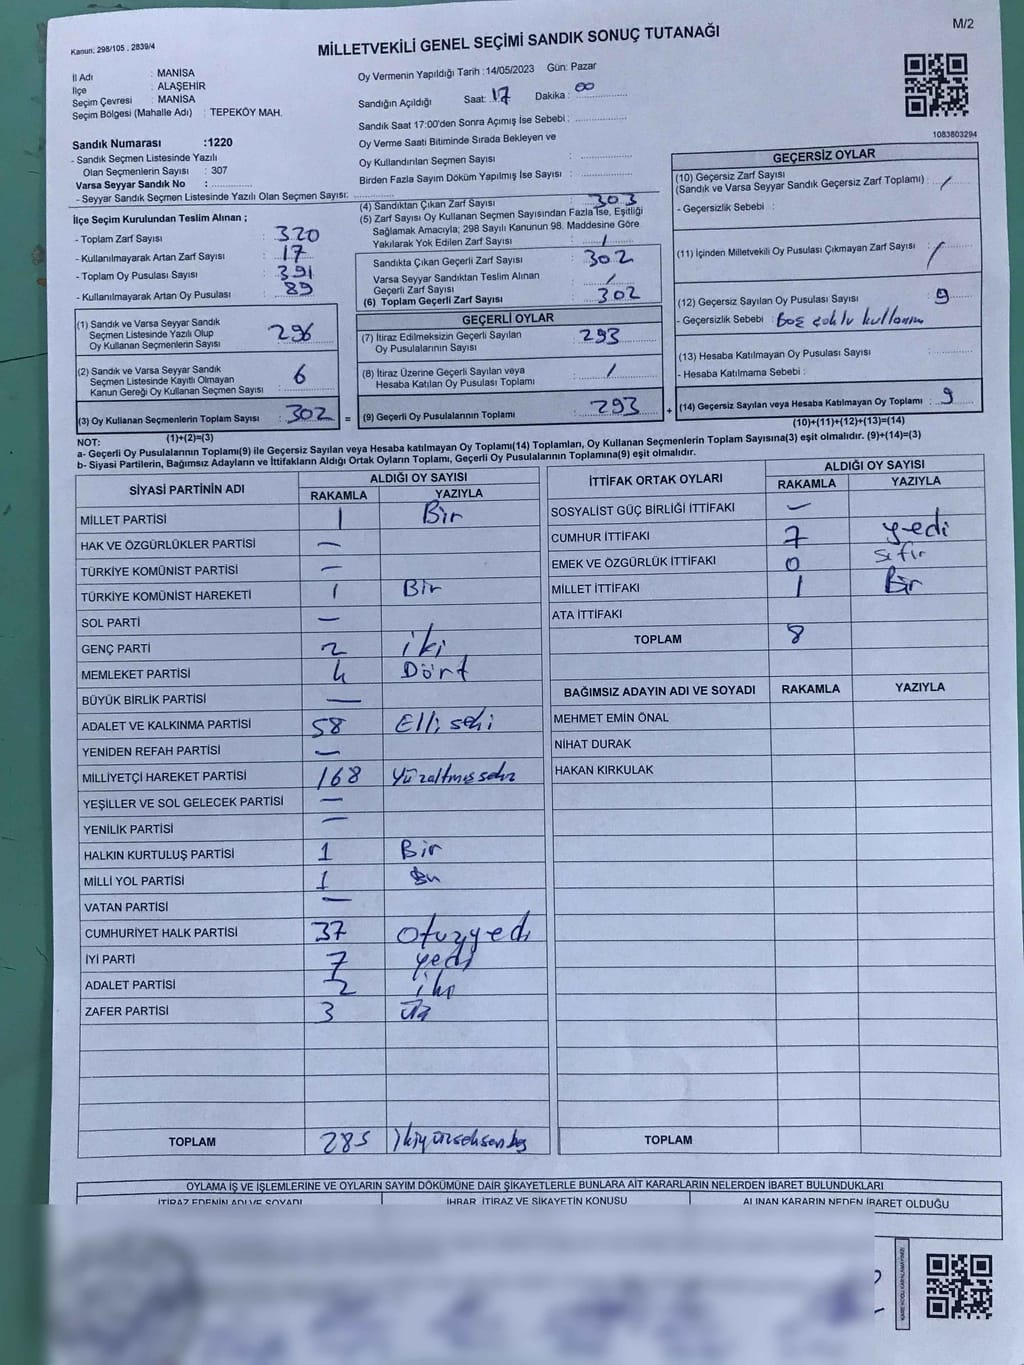 M/2
Kanun: 298/105 , 2839/4
MİLLETVEKİLİ GENEL SEÇİMİ SANDIK SONUÇ TUTANAĞI
İl Adı : MANİSA
İlçe : ALAŞEHİR
Seçim Çevresi : MANİSA
Seçim Bölgesi (Mahalle Adı) : TEPEKÖY MAH.
Sandık Numarası :1220
- Sandık Seçmen Listesinde Yazılı
Olan Seçmenlerin Sayısı : 307
Varsa Seyyar Sandık No :
- Seyyar Sandık Seçmen Listesinde Yazılı Olan Seçmen Sayısı:
Oy Vermenin Yapıldığı Tarih :14/05/2023 Gün: Pazar
Sandığın Açıldığı Saat: 17 Dakika : 00
Sandık Saat 17:00'den Sonra Açımış İse Sebebi :
Oy Verme Saati Bitiminde Sırada Bekleyen ve
Oy Kullandırılan Seçmen Sayısı :
Birden Fazla Sayım Döküm Yapılmış İse Sayısı :
1083803294
İlçe Seçim Kurulundan Teslim Alınan ;
- Toplam Zarf Sayısı : 320
- Kullanılmayarak Artan Zarf Sayısı : 17
- Toplam Oy Pusulası Sayısı : 391
- Kullanılmayarak Artan Oy Pusulası : 89
(1) Sandık ve Varsa Seyyar Sandık
Seçmen Listesinde Yazılı Olup
Oy Kullanan Seçmenlerin Sayısı : 296
(2) Sandık ve Varsa Seyyar Sandık
Seçmen Listesinde Kayıtlı Olmayan
Kanun Gereği Oy Kullanan Seçmen Sayısı : 6
(3) Oy Kullanan Seçmenlerin Toplam Sayısı : 302
(1)+(2)=(3)
(4) Sandıktan Çıkan Zarf Sayısı : 303
(5) Zarf Sayısı Oy Kullanan Seçmen Sayısından Fazla İse, Eşitliği
Sağlamak Amacıyla; 298 Sayılı Kanunun 98. Maddesine Göre
Yakılarak Yok Edilen Zarf Sayısı : 1
Sandıkta Çıkan Geçerli Zarf Sayısı : 302
Varsa Seyyar Sandıktan Teslim Alınan
Geçerli Zarf Sayısı : /
(6) Toplam Geçerli Zarf Sayısı : 302
GEÇERLİ OYLAR
(7) İtiraz Edilmeksizin Geçerli Sayılan
Oy Pusulalarının Sayısı : 293
(8) İtiraz Üzerine Geçerli Sayılan veya
Hesaba Katılan Oy Pusulası Toplamı : /
= (9) Geçerli Oy Pusulalarının Toplamı : 293
GEÇERSİZ OYLAR
(10) Geçersiz Zarf Sayısı
(Sandık ve Varsa Seyyar Sandık Geçersiz Zarf Toplamı) : /
- Geçersizlik Sebebi :
(11) İçinden Milletvekili Oy Pusulası Çıkmayan Zarf Sayısı : /
(12) Geçersiz Sayılan Oy Pusulası Sayısı : 9
- Geçersizlik Sebebi : Boş kullanım
(13) Hesaba Katılmayan Oy Pusulası Sayısı :
- Hesaba Katılmama Sebebi :
+ (14) Geçersiz Sayılan veya Hesaba Katılmayan Oy Toplamı : 9
(10)+(11)+(12)+(13)=(14)
NOT:
a- Geçerli Oy Pusulalarının Toplamı(9) ile Geçersiz Sayılan veya Hesaba katılmayan Oy Toplamı(14) Toplamları, Oy Kullanan Seçmenlerin Toplam Sayısına(3) eşit olmalıdır. (9)+(14)=(3)
b- Siyasi Partilerin, Bağımsız Adayların ve İttifakların Aldığı Ortak Oyların Toplamı, Geçerli Oy Pusulalarının Toplamına(9) eşit olmalıdır.
SİYASİ PARTİNİN ADI ALDIĞI OY SAYISI
RAKAMLA YAZIYLA
MİLLET PARTİSİ 1 Bir
HAK VE ÖZGÜRLÜKLER PARTİSİ —
TÜRKİYE KOMÜNİST PARTİSİ —
TÜRKİYE KOMÜNİST HAREKETİ 1 Bir
SOL PARTİ —
GENÇ PARTİ 2 iki
MEMLEKET PARTİSİ 4 Dört
BÜYÜK BİRLİK PARTİSİ —
ADALET VE KALKINMA PARTİSİ 58
YENİDEN REFAH PARTİSİ —
MİLLİYETÇİ HAREKET PARTİSİ 168
YEŞİLLER VE SOL GELECEK PARTİSİ —
YENİLİK PARTİSİ —
HALKIN KURTULUŞ PARTİSİ 1 Bir
MİLLİ YOL PARTİSİ 1
VATAN PARTİSİ —
CUMHURİYET HALK PARTİSİ 37 otuzyedi
İYİ PARTİ 7 yedi
ADALET PARTİSİ 2 iki
ZAFER PARTİSİ 3 üç
TOPLAM 285 ikiyüzseksenbeş
İTTİFAK ORTAK OYLARI ALDIĞI OY SAYISI
RAKAMLA YAZIYLA
SOSYALİST GÜÇ BİRLİĞİ İTTİFAKI —
CUMHUR İTTİFAKI 7 yedi
EMEK VE ÖZGÜRLÜK İTTİFAKI 0 sıfır
MİLLET İTTİFAKI 1 Bir
ATA İTTİFAKI
TOPLAM 8
BAĞIMSIZ ADAYIN ADI VE SOYADI RAKAMLA YAZIYLA
MEHMET EMİN ÖNAL
NİHAT DURAK
HAKAN KIRKULAK
TOPLAM
OYLAMA İŞ VE İŞLEMLERİNE VE OYLARIN SAYIM DÖKÜMÜNE DAİR ŞİKAYETLERLE BUNLARA AİT KARARLARIN NELERDEN İBARET BULUNDUKLARI
İTİRAZ EDENİN ADI VE SOYADI İHBAR, İTİRAZ VE ŞİKAYETİN KONUSU ALINAN KARARIN NEDEN İBARET OLDUĞU